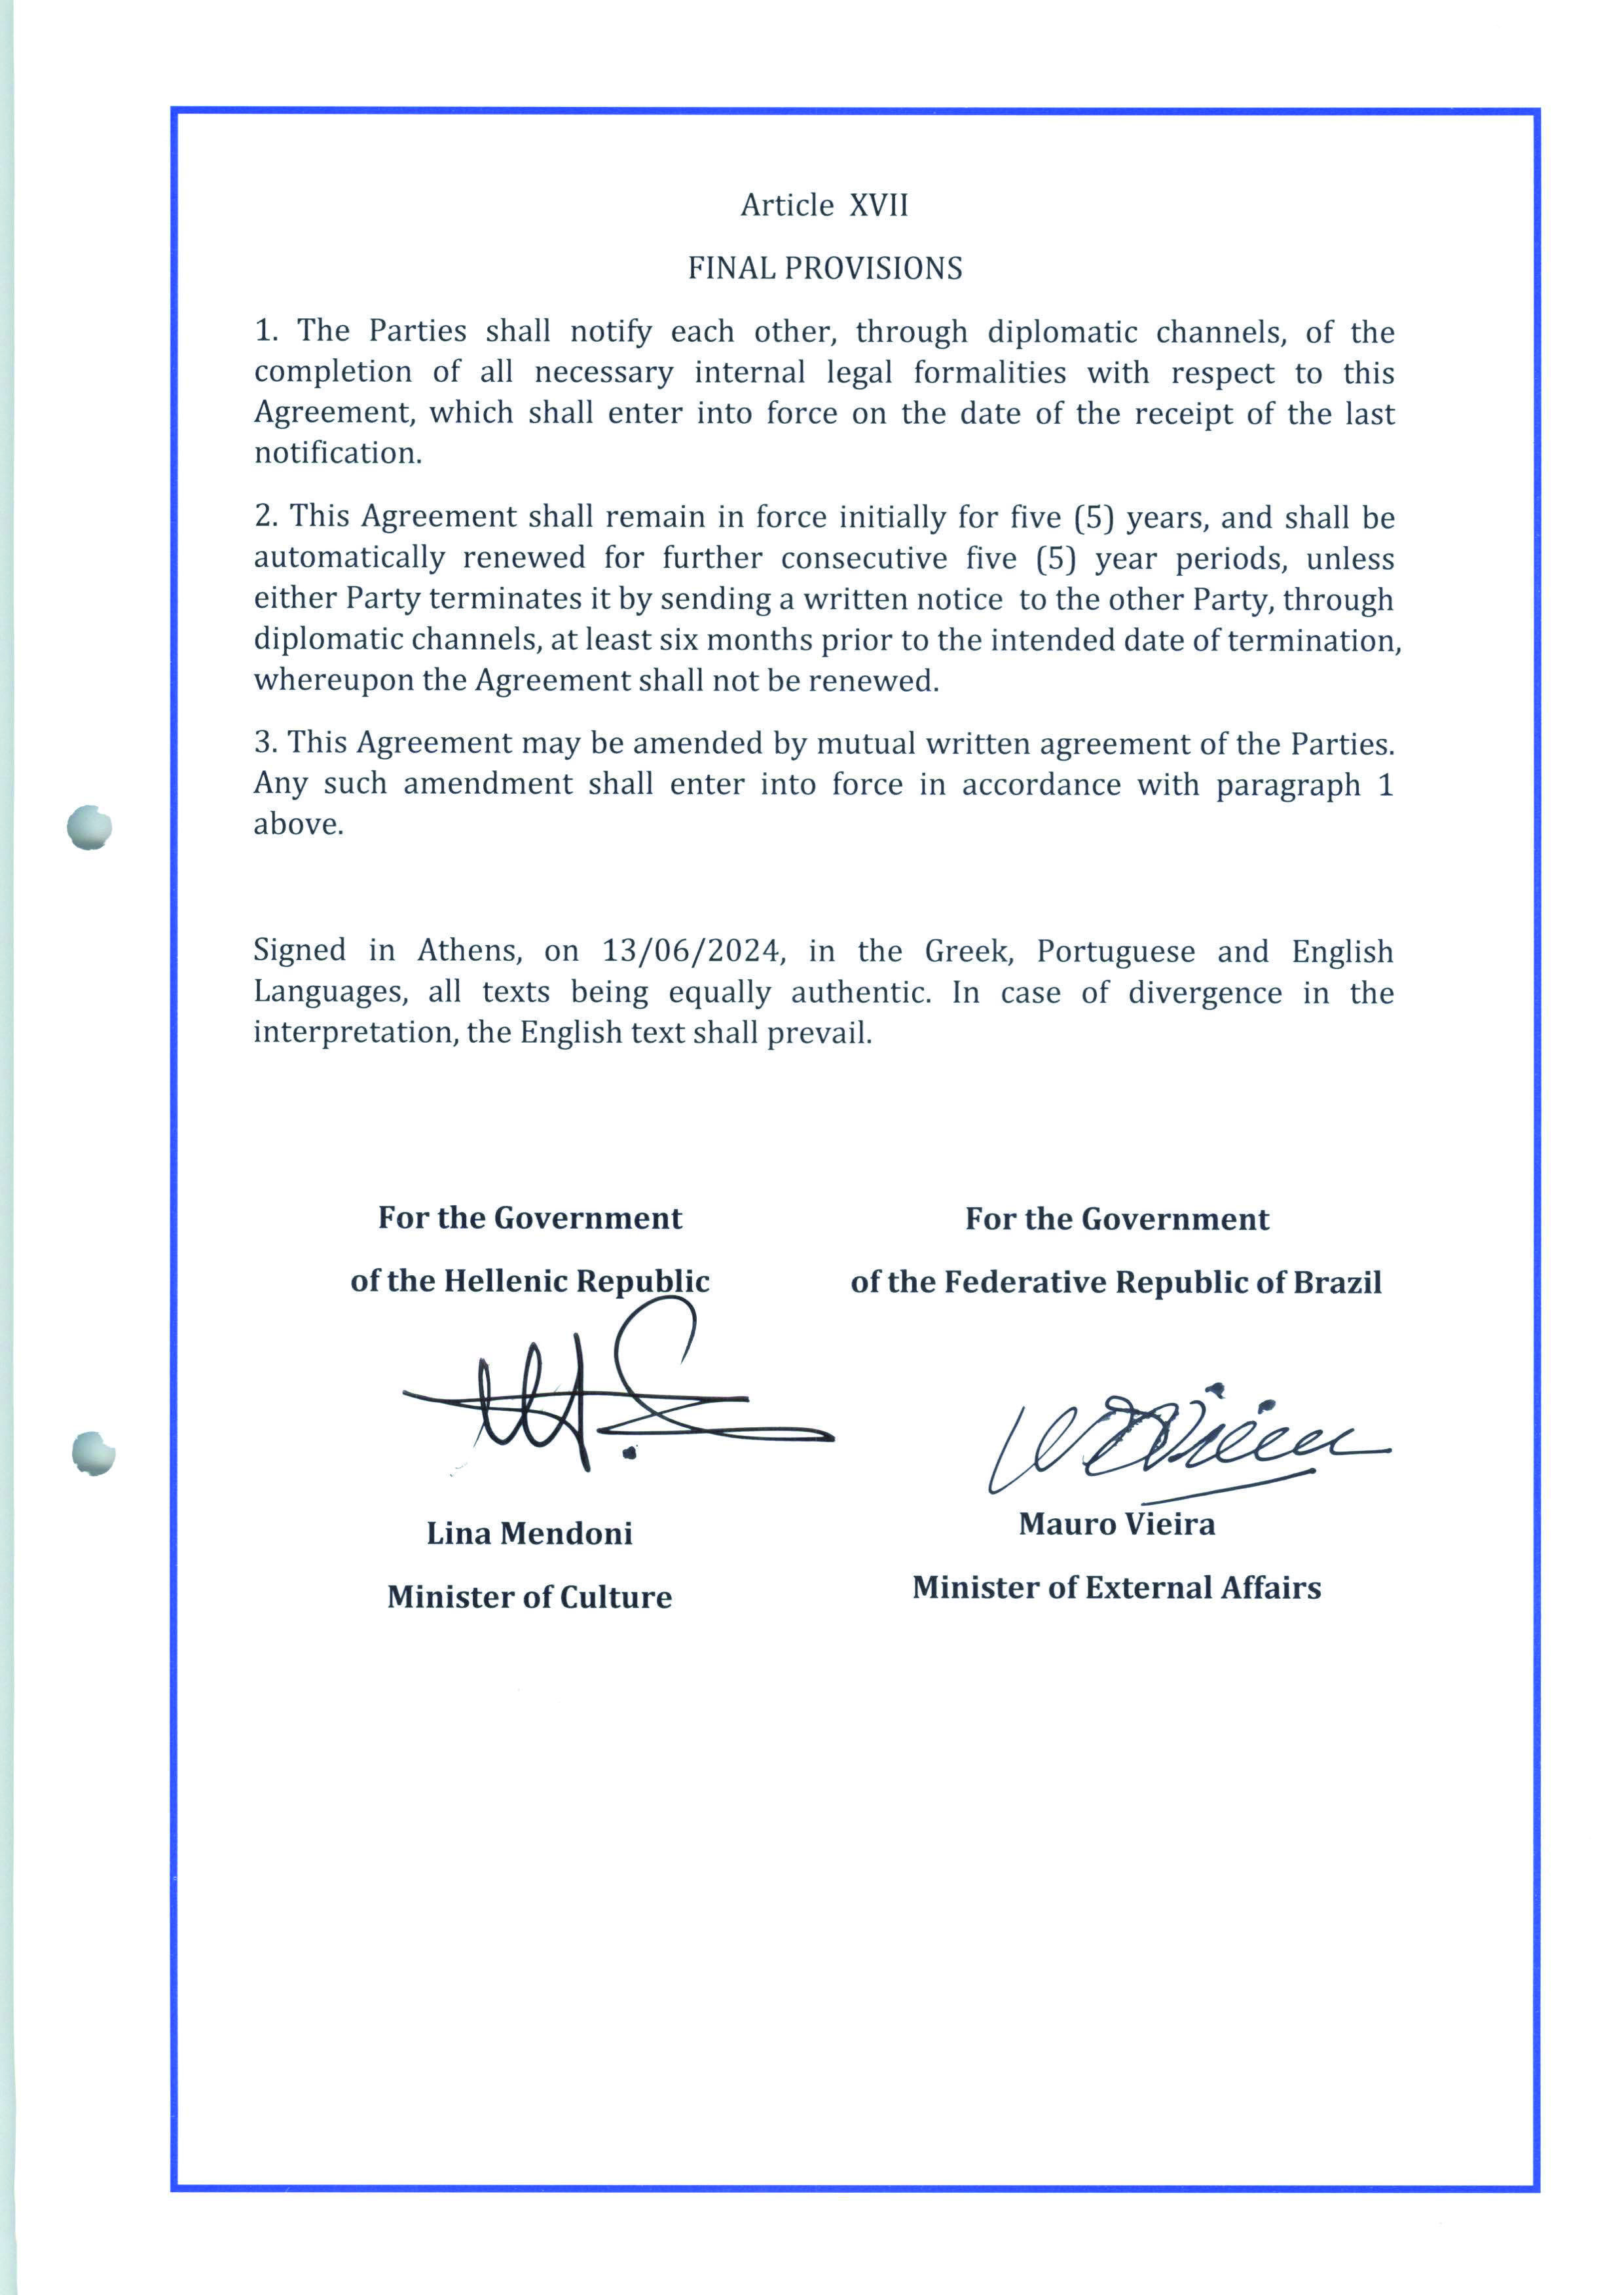 Article XVII
FINAL PROVISIONS
1. The Parties shall notify each other, through diplomatic channels, of the
completion of all necessary internal legal formalities with respect to this
Agreement, which shall enter into force on the date of the receipt of the last
notification.
2. This Agreement shall remain in force initially for five (5) years, and shall be
automatically renewed for further consecutive five (5) year periods, unless
either Party terminates it by sending a written notice to the other Party, through
diplomatic channels, at least six months prior to the intended date of termination,
whereupon the Agreement shall not be renewed.
3. This Agreement may be amended by mutual written agreement of the Parties.
Any such amendment shall enter into force in accordance with paragraph 1
above.
Signed in Athens, on 13/06/2024, in the Greek, Portuguese and English
Languages, all texts being equally authentic. In case of divergence in the
interpretation, the English text shall prevail.
For the Government
of the Hellenic Republic
Lina Mendoni
Minister of Culture
For the Government
of the Federative Republic of Brazil
Mauro Vieira
Minister of External Affairs